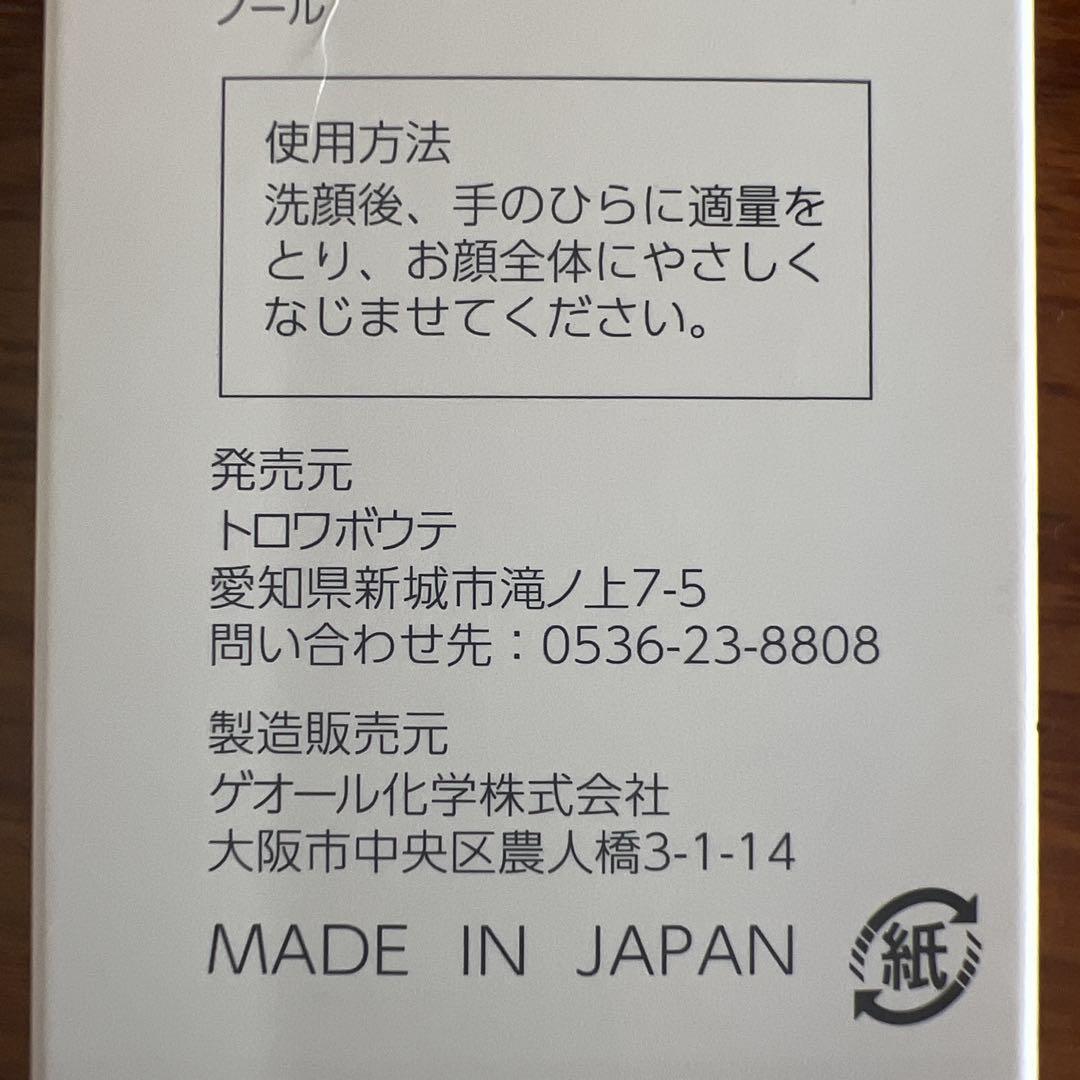 ノール
使用方法
洗顔後、手のひらに適量を
とり、お顔全体にやさしく
なじませてください。
発売元
トロワボウテ
愛知県新城市滝ノ上7-5
問い合わせ先：0536-23-8808
製造販売元
ゲオール化学株式会社
大阪市中央区農人橋3-1-14
MADE IN JAPAN
紙